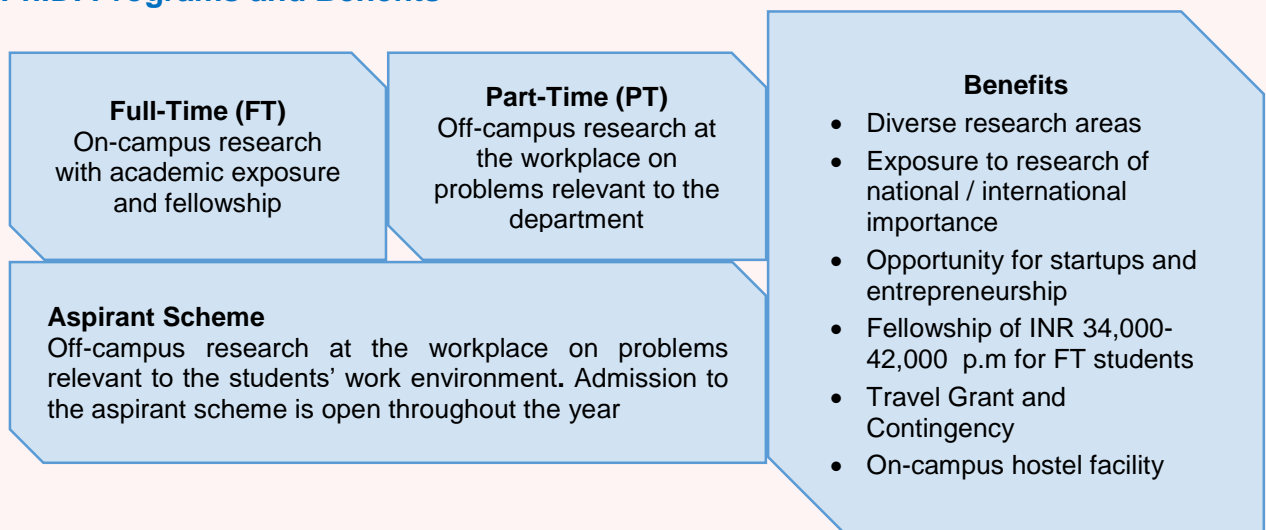 Ph.D. Programs and Benefits
Full-Time (FT)
On-campus research
with academic exposure
and fellowship
Part-Time (PT)
Off-campus research at
the workplace on
problems relevant to the
department
Aspirant Scheme
Off-campus research at the workplace on problems
relevant to the students’ work environment. Admission to
the aspirant scheme is open throughout the year
Benefits
• Diverse research areas
• Exposure to research of
national / international
importance
• Opportunity for startups and
entrepreneurship
• Fellowship of INR 34,000-
42,000 p.m for FT students
• Travel Grant and
Contingency
• On-campus hostel facility